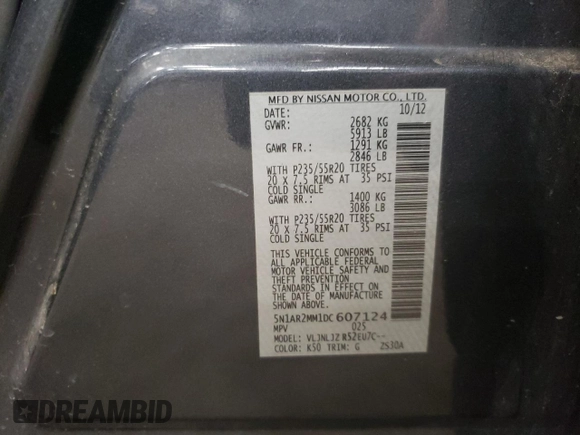 MFD BY NISSAN MOTOR CO., LTD.
DATE: 10/12
GVWR: 2682 KG
5913 LB
GAWR FR.: 1291 KG
2846 LB
WITH P235/55R20 TIRES
20 X 7.5 RIMS AT 35 PSI
COLD SINGLE
GAWR RR.: 1400 KG
3086 LB
WITH P235/55R20 TIRES
20 X 7.5 RIMS AT 35 PSI
COLD SINGLE
THIS VEHICLE CONFORMS TO
ALL APPLICABLE FEDERAL
MOTOR VEHICLE SAFETY AND
THEFT PREVENTION
STANDARDS IN EFFECT ON
THE DATE OF MANUFACTURE
SHOWN ABOVE.
5N1AR2MM1DC607124
MPV 025
MODEL: VLJNLJZ R52EU7C--
COLOR: K50 TRIM: G 2S30A
DREAMBID